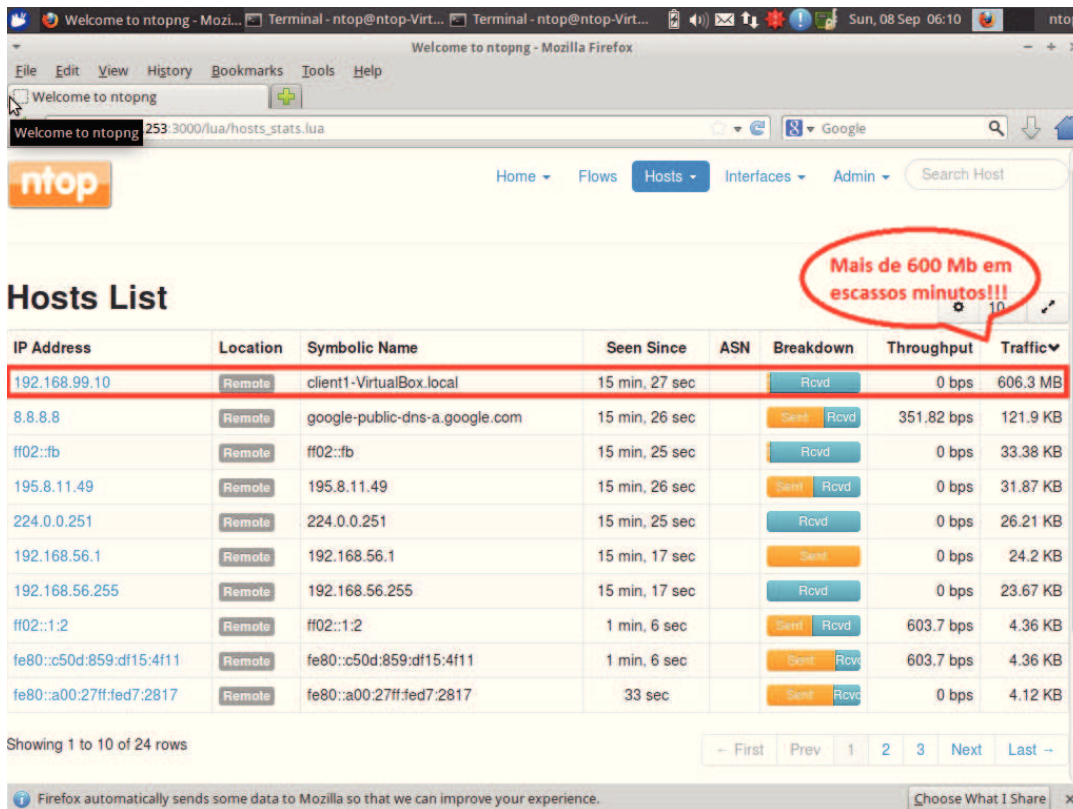 Welcome to ntopng - Mozi... Terminal - ntop@ntop-Virt... Terminal - ntop@ntop-Virt... Sun, 08 Sep 06:10
Welcome to ntopng - Mozilla Firefox
File Edit View History Bookmarks Tools Help
Welcome to ntopng
Welcome to ntopng .253:3000/lua/hosts_stats.lua Google
ntop Home Flows Hosts Interfaces Admin Search Host
Mais de 600 Mb em
escassos minutos!!!
Hosts List 10
IP Address Location Symbolic Name Seen Since ASN Breakdown Throughput Traffic
192.168.99.10 Remote client1-VirtualBox.local 15 min, 27 sec Rcvd 0 bps 606.3 MB
8.8.8.8 Remote google-public-dns-a.google.com 15 min, 26 sec Sent Rcvd 351.82 bps 121.9 KB
ff02::fb Remote ff02::fb 15 min, 25 sec Rcvd 0 bps 33.38 KB
195.8.11.49 Remote 195.8.11.49 15 min, 26 sec Sent Rcvd 0 bps 31.87 KB
224.0.0.251 Remote 224.0.0.251 15 min, 25 sec Rcvd 0 bps 26.21 KB
192.168.56.1 Remote 192.168.56.1 15 min, 17 sec Sent 0 bps 24.2 KB
192.168.56.255 Remote 192.168.56.255 15 min, 17 sec Rcvd 0 bps 23.67 KB
ff02::1:2 Remote ff02::1:2 1 min, 6 sec Sent Rcvd 603.7 bps 4.36 KB
fe80::c50d:859:df15:4f11 Remote fe80::c50d:859:df15:4f11 1 min, 6 sec Sent Rcvd 603.7 bps 4.36 KB
fe80::a00:27ff:fed7:2817 Remote fe80::a00:27ff:fed7:2817 33 sec Sent Rcvd 0 bps 4.12 KB
Showing 1 to 10 of 24 rows ← First Prev 1 2 3 Next Last →
Firefox automatically sends some data to Mozilla so that we can improve your experience. Choose What I Share